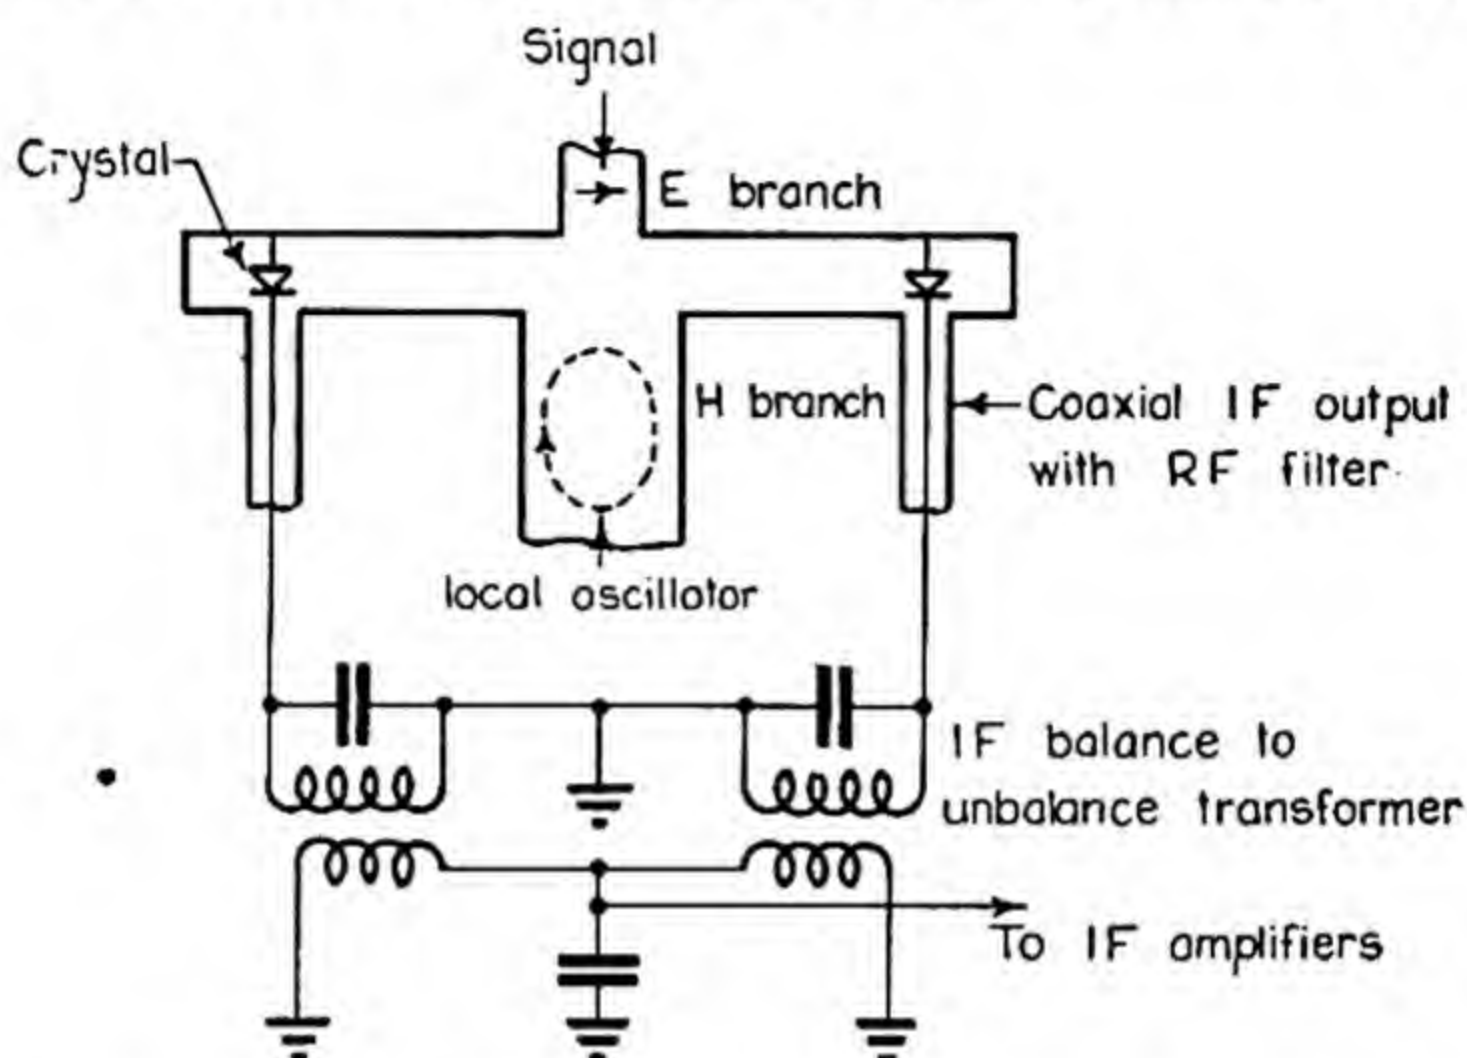 Signal
Crystal
E branch
H branch
Coaxial IF output
with RF filter
local oscillator
IF balance to
unbalance transformer
To IF amplifiers